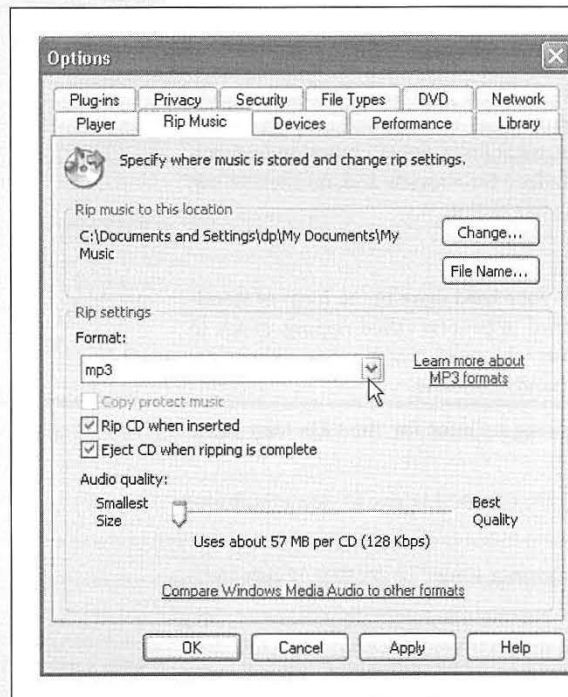 Options
Plug-ins Privacy Security File Types DVD Network
Player Rip Music Devices Performance Library
Specify where music is stored and change rip settings.
Rip music to this location
C:\Documents and Settings\dp\My Documents\My
Music
Change...
File Name...
Rip settings
Format:
mp3
Learn more about
MP3 formats
Copy protect music
Rip CD when inserted
Eject CD when ripping is complete
Audio quality:
Smallest
Size
Best
Quality
Uses about 57 MB per CD (128 Kbps)
Compare Windows Media Audio to other formats
OK Cancel Apply Help